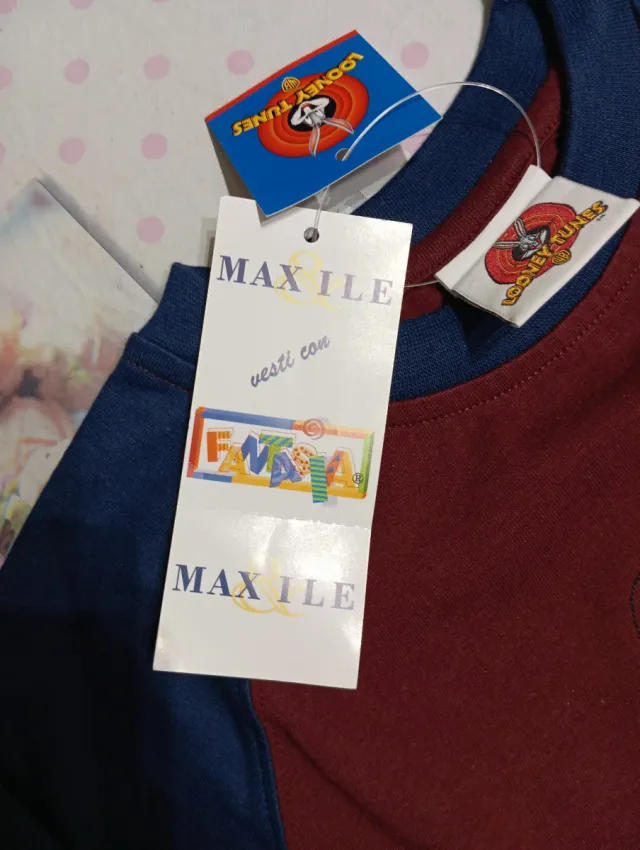 LOONEY TUNES
LOONEY-TUNES
MAX & ILE
vesti con
FANTASIA®
MAX & ILE